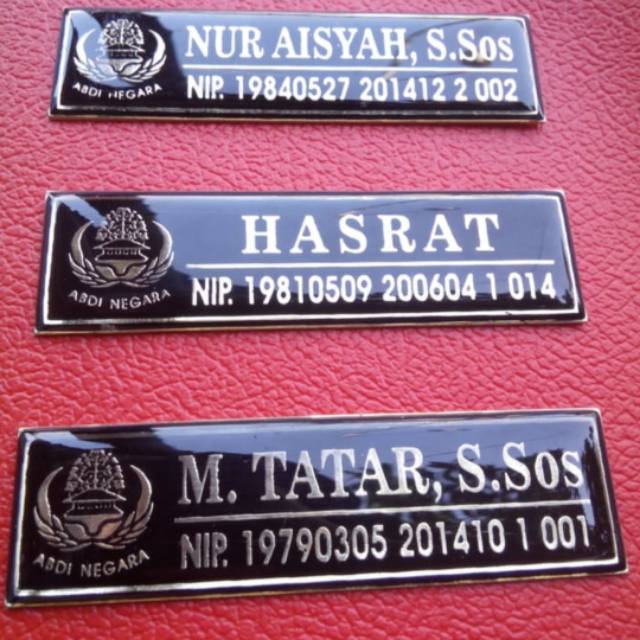 NUR AISYAH, S.Sos
NIP. 19840527 201412 2 002
ABDI NEGARA
HASRAT
NIP. 19810509 200604 1 014
ABDI NEGARA
M. TATAR, S.Sos
NIP. 19790305 201410 1 001
ABDI NEGARA